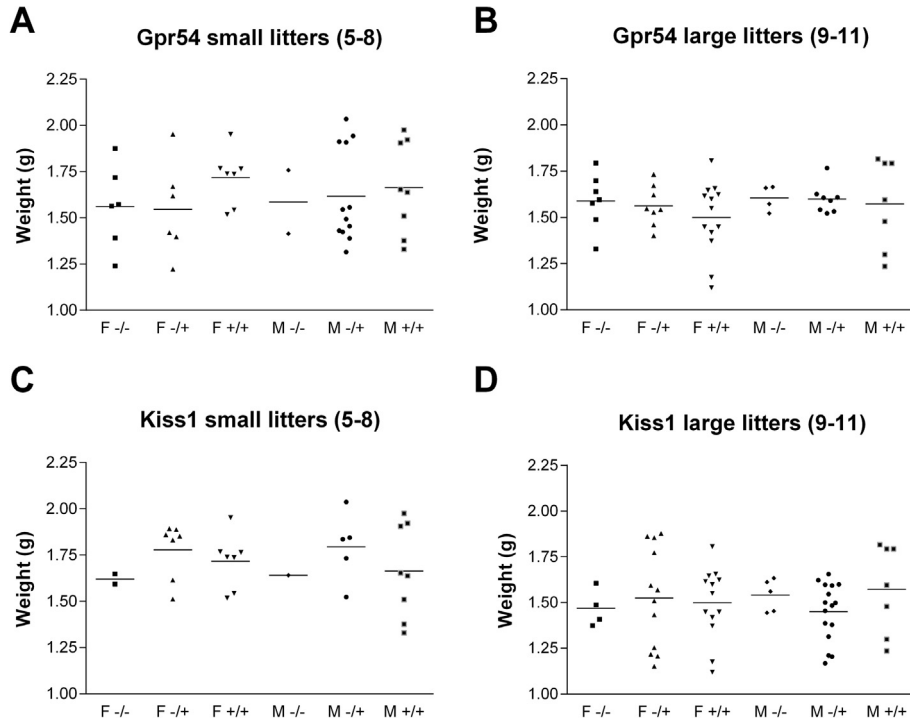 A
Gpr54 small litters (5-8)
Weight (g)
2.25
2.00
1.75
1.50
1.25
1.00
F -/-
F -/+
F +/+
M -/-
M -/+
M +/+
B
Gpr54 large litters (9-11)
Weight (g)
2.25
2.00
1.75
1.50
1.25
1.00
F -/-
F -/+
F +/+
M -/-
M -/+
M +/+
C
Kiss1 small litters (5-8)
Weight (g)
2.25
2.00
1.75
1.50
1.25
1.00
F -/-
F -/+
F +/+
M -/-
M -/+
M +/+
D
Kiss1 large litters (9-11)
Weight (g)
2.25
2.00
1.75
1.50
1.25
1.00
F -/-
F -/+
F +/+
M -/-
M -/+
M +/+